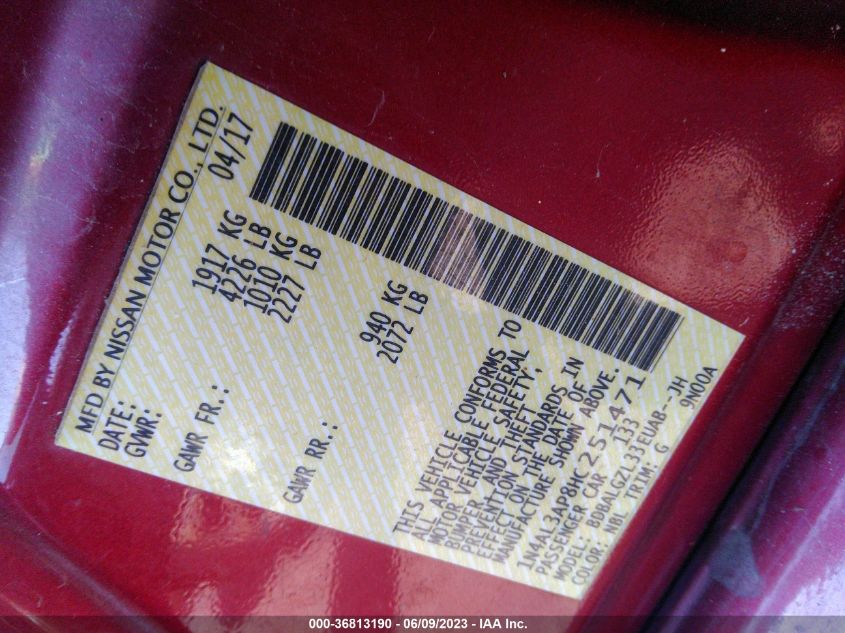 MFD BY NISSAN MOTOR CO., LTD.
DATE: 04/17
GVWR: 1917 KG
4226 LB
GAWR FR.: 1010 KG
2227 LB
GAWR RR.: 940 KG
2072 LB
THIS VEHICLE CONFORMS TO
ALL APPLICABLE FEDERAL
MOTOR VEHICLE SAFETY,
BUMPER, AND THEFT
PREVENTION STANDARDS IN
EFFECT ON THE DATE OF
MANUFACTURE SHOWN ABOVE.
1N4AL3AP8HC251471
PASSENGER CAR 133
MODEL: BDBALGZL33EUAR--JH
COLOR: NBL TRIM: G 9N00A
000-36813190 - 06/09/2023 - IAA Inc.